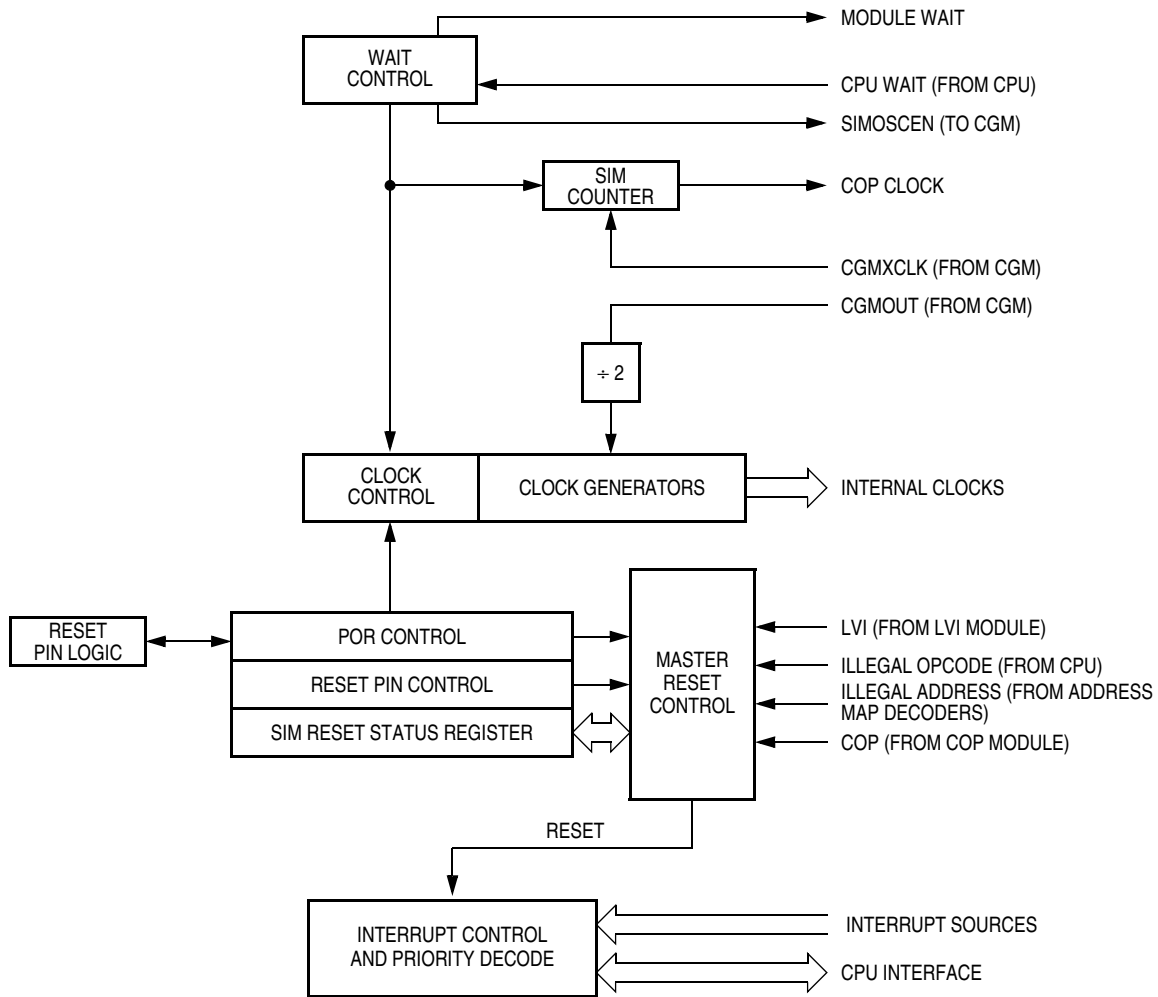 MODULE WAIT
WAIT
CONTROL
CPU WAIT (FROM CPU)
SIMOSCEN (TO CGM)
SIM
COUNTER
COP CLOCK
CGMXCLK (FROM CGM)
CGMOUT (FROM CGM)
÷ 2
CLOCK
CONTROL
CLOCK GENERATORS
INTERNAL CLOCKS
RESET
PIN LOGIC
POR CONTROL
RESET PIN CONTROL
SIM RESET STATUS REGISTER
MASTER
RESET
CONTROL
LVI (FROM LVI MODULE)
ILLEGAL OPCODE (FROM CPU)
ILLEGAL ADDRESS (FROM ADDRESS
MAP DECODERS)
COP (FROM COP MODULE)
RESET
INTERRUPT CONTROL
AND PRIORITY DECODE
INTERRUPT SOURCES
CPU INTERFACE